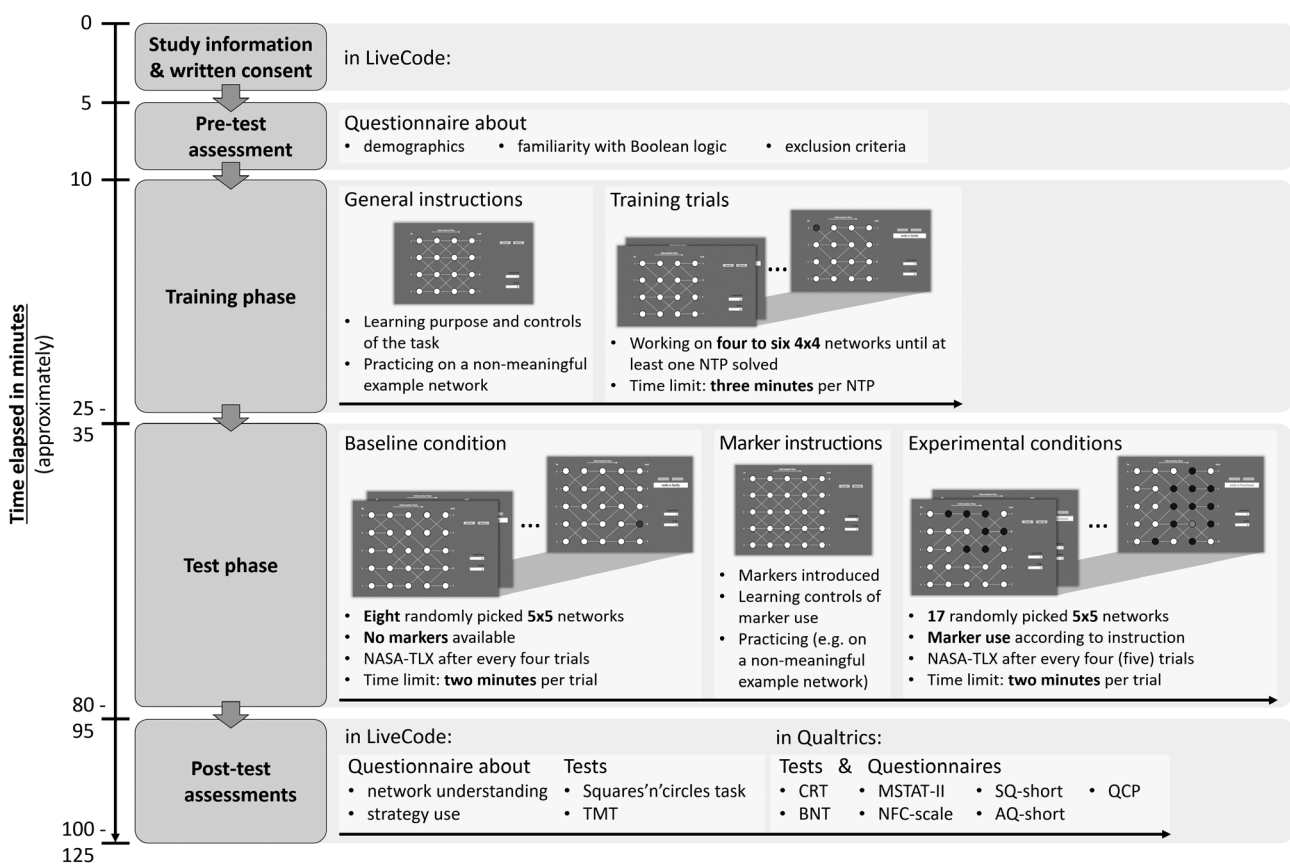 0
Study information
& written consent
in LiveCode:
5
Pre-test
assessment
Questionnaire about
• demographics • familiarity with Boolean logic • exclusion criteria
10
Training phase
General instructions
• Learning purpose and controls
of the task
• Practicing on a non-meaningful
example network
Training trials
...
• Working on four to six 4x4 networks until at
least one NTP solved
• Time limit: three minutes per NTP
Time elapsed in minutes
(approximately)
25 -
35
Test phase
Baseline condition
...
• Eight randomly picked 5x5 networks
• No markers available
• NASA-TLX after every four trials
• Time limit: two minutes per trial
Marker instructions
• Markers introduced
• Learning controls of
marker use
• Practicing (e.g. on
a non-meaningful
example network)
Experimental conditions
...
• 17 randomly picked 5x5 networks
• Marker use according to instruction
• NASA-TLX after every four (five) trials
• Time limit: two minutes per trial
80 -
95
Post-test
assessments
in LiveCode:
Questionnaire about
• network understanding
• strategy use
Tests
• Squares'n'circles task
• TMT
in Qualtrics:
Tests & Questionnaires
• CRT • MSTAT-II • SQ-short • QCP
• BNT • NFC-scale • AQ-short
100 -
125